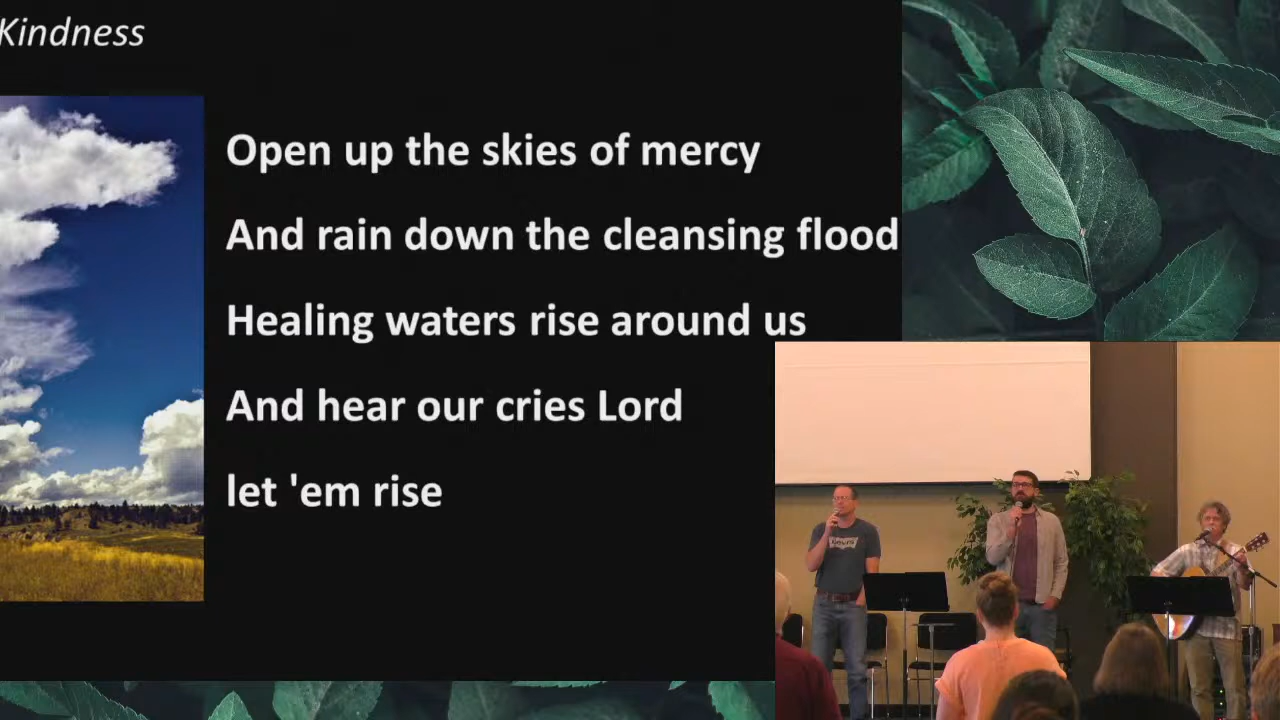 Kindness
Open up the skies of mercy
And rain down the cleansing flood
Healing waters rise around us
And hear our cries Lord
let 'em rise